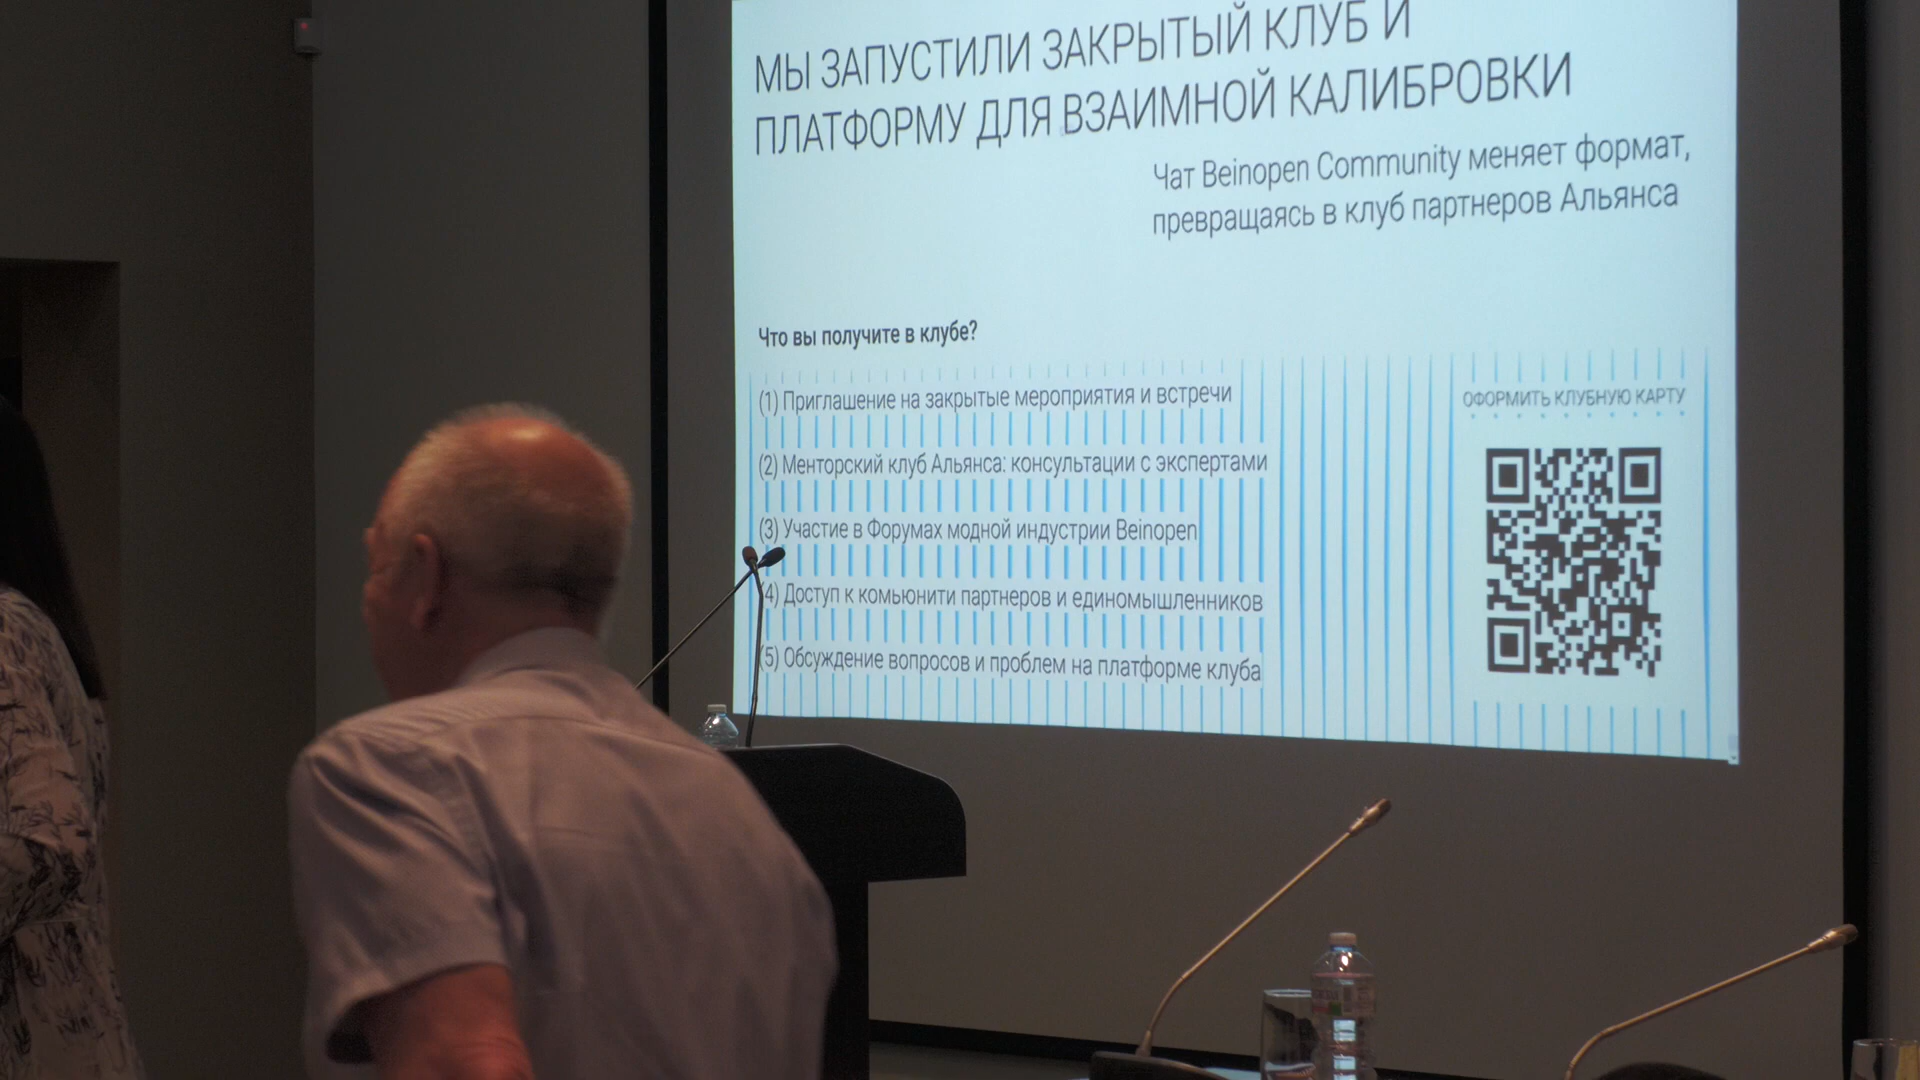 МЫ ЗАПУСТИЛИ ЗАКРЫТЫЙ КЛУБ И
ПЛАТФОРМУ ДЛЯ ВЗАИМНОЙ КАЛИБРОВКИ
Чат Beinopen Community меняет формат,
превращаясь в клуб партнеров Альянса
Что вы получите в клубе?
(1) Приглашение на закрытые мероприятия и встречи
(2) Менторский клуб Альянса: консультации с экспертами
(3) Участие в Форумах модной индустрии Beinopen
(4) Доступ к комьюнити партнеров и единомышленников
(5) Обсуждение вопросов и проблем на платформе клуба
ОФОРМИТЬ КЛУБНУЮ КАРТУ